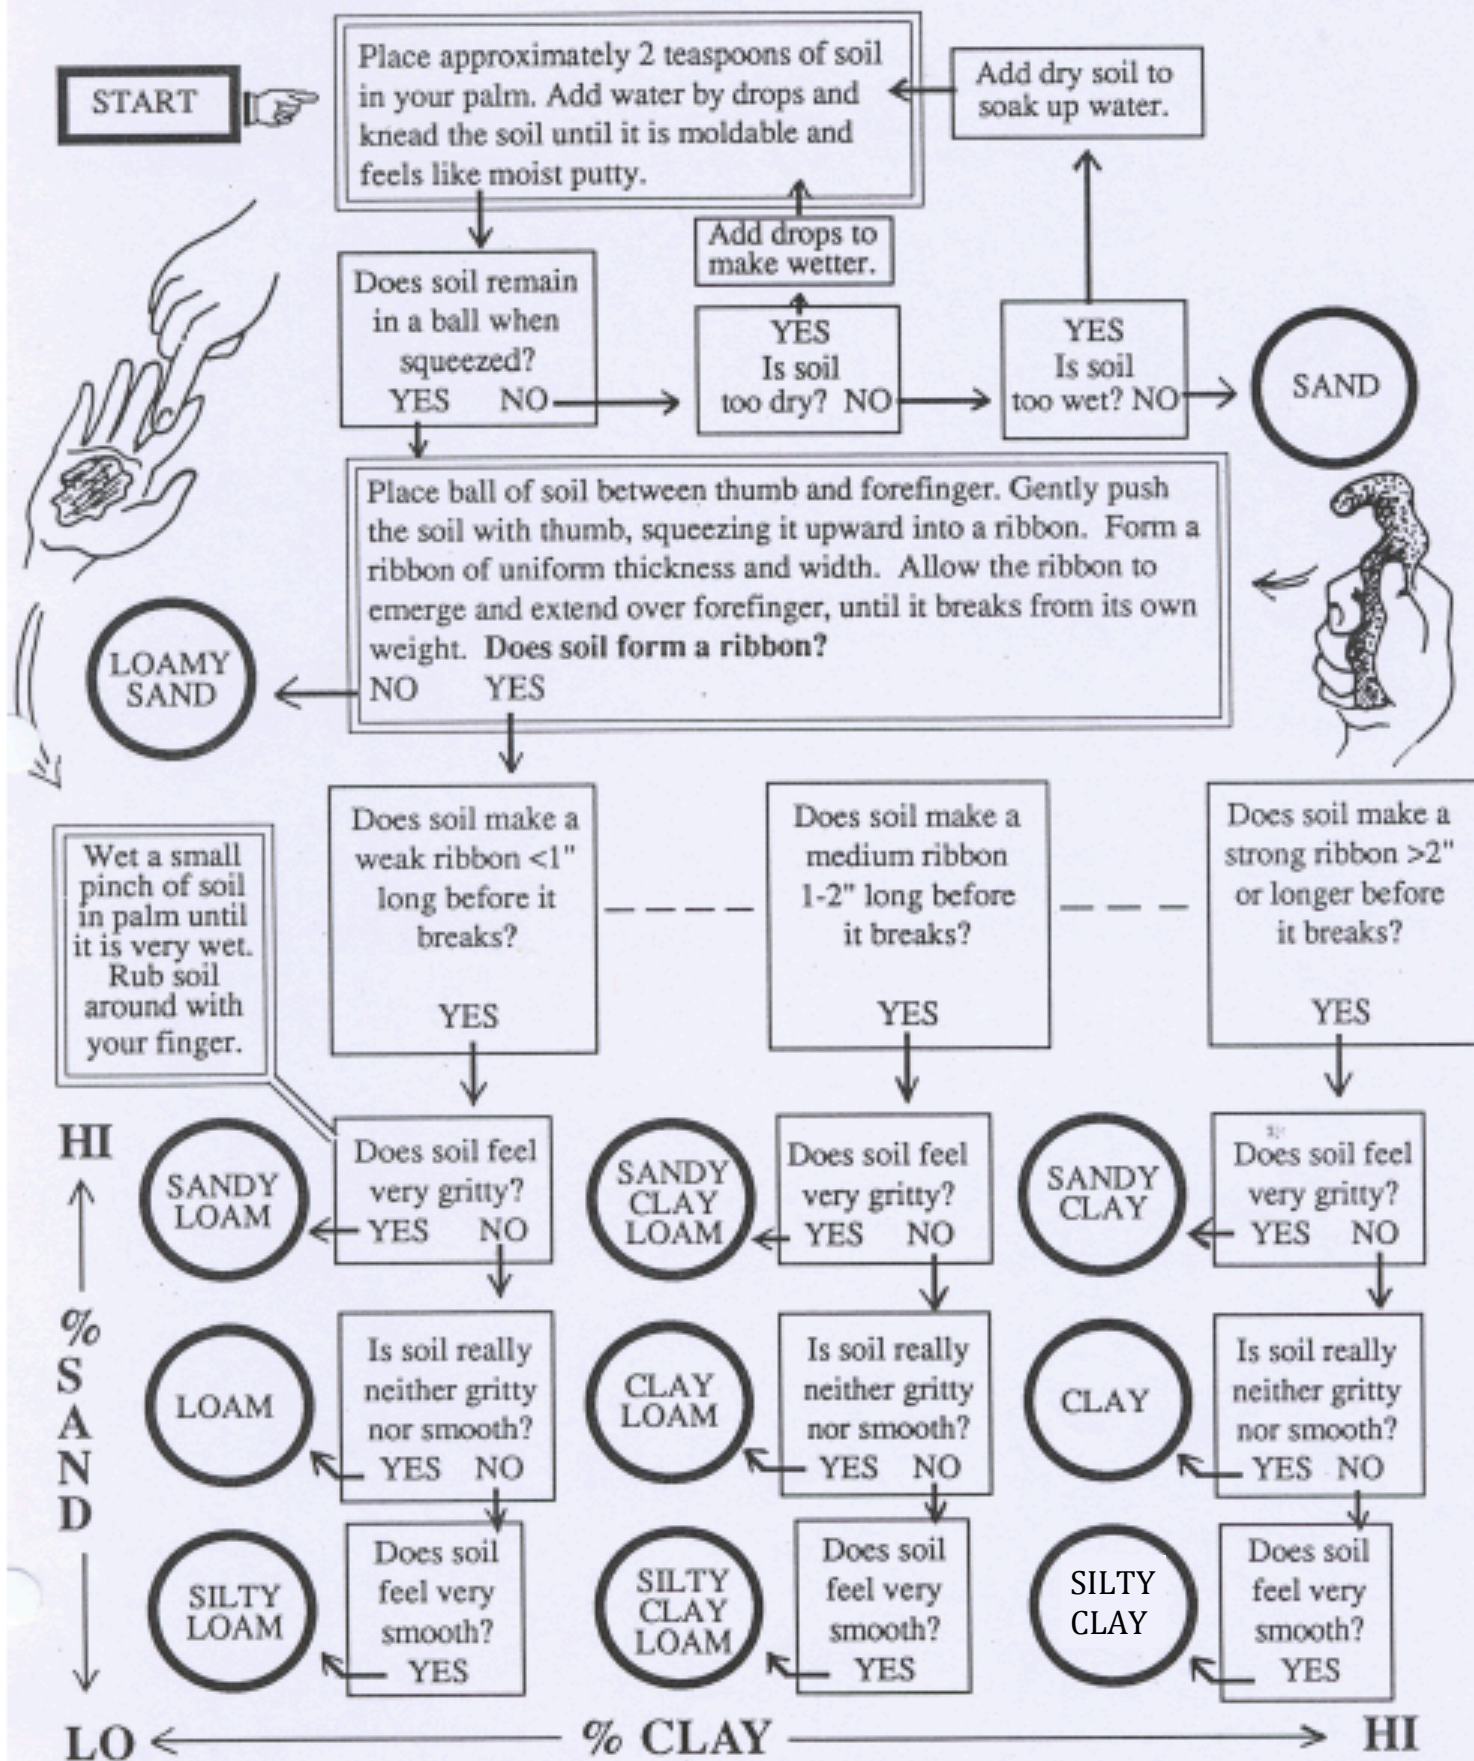 START
Place approximately 2 teaspoons of soil
in your palm. Add water by drops and
knead the soil until it is moldable and
feels like moist putty.
Add dry soil to
soak up water.
Add drops to
make wetter.
Does soil remain
in a ball when
squeezed?
YES NO
YES
Is soil
too dry? NO
YES
Is soil
too wet? NO
SAND
Place ball of soil between thumb and forefinger. Gently push
the soil with thumb, squeezing it upward into a ribbon. Form a
ribbon of uniform thickness and width. Allow the ribbon to
emerge and extend over forefinger, until it breaks from its own
weight. Does soil form a ribbon?
NO YES
LOAMY
SAND
Wet a small
pinch of soil
in palm until
it is very wet.
Rub soil
around with
your finger.
Does soil make a
weak ribbon <1"
long before it
breaks?
YES
Does soil make a
medium ribbon
1-2" long before
it breaks?
YES
Does soil make a
strong ribbon >2"
or longer before
it breaks?
YES
HI
SANDY
LOAM
Does soil feel
very gritty?
YES NO
SANDY
CLAY
LOAM
Does soil feel
very gritty?
YES NO
SANDY
CLAY
Does soil feel
very gritty?
YES NO
%
S
A
N
D
LOAM
Is soil really
neither gritty
nor smooth?
YES NO
CLAY
LOAM
Is soil really
neither gritty
nor smooth?
YES NO
CLAY
Is soil really
neither gritty
nor smooth?
YES NO
SILTY
LOAM
Does soil
feel very
smooth?
YES
SILTY
CLAY
LOAM
Does soil
feel very
smooth?
YES
SILTY
CLAY
Does soil
feel very
smooth?
YES
LO % CLAY HI